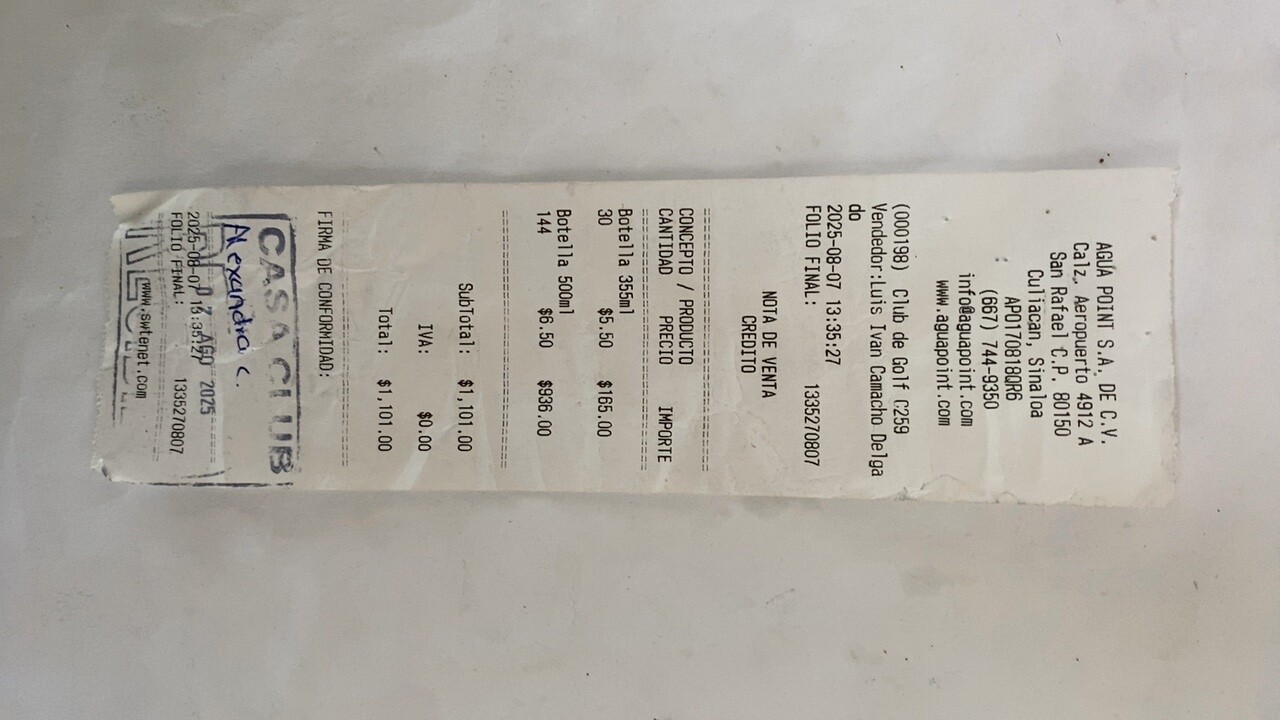 AGUA POINT S.A. DE C.V.
Calz. Aeropuerto 4912 A
San Rafael C.P. 80150
Culiacan, Sinaloa
APO170818QR6
: (667) 744-9350
info@aguapoint.com
www.aguapoint.com
(000198) Club de Golf C259
Vendedor:Luis Ivan Camacho Delga
do
2025-08-07 13:35:27
FOLIO FINAL: 1335270807
NOTA DE VENTA
CREDITO
CONCEPTO / PRODUCTO
CANTIDAD PRECIO IMPORTE
Botella 355ml
30 $5.50 $165.00
Botella 500ml
144 $6.50 $936.00
SubTotal: $1,101.00
IVA: $0.00
Total: $1,101.00
FIRMA DE CONFORMIDAD:
CASA CLUB
Alexandra C.
07 AGO 2025
2025-08-07 13:35:27
FOLIO FINAL: 1335270807
www.swtenet.com